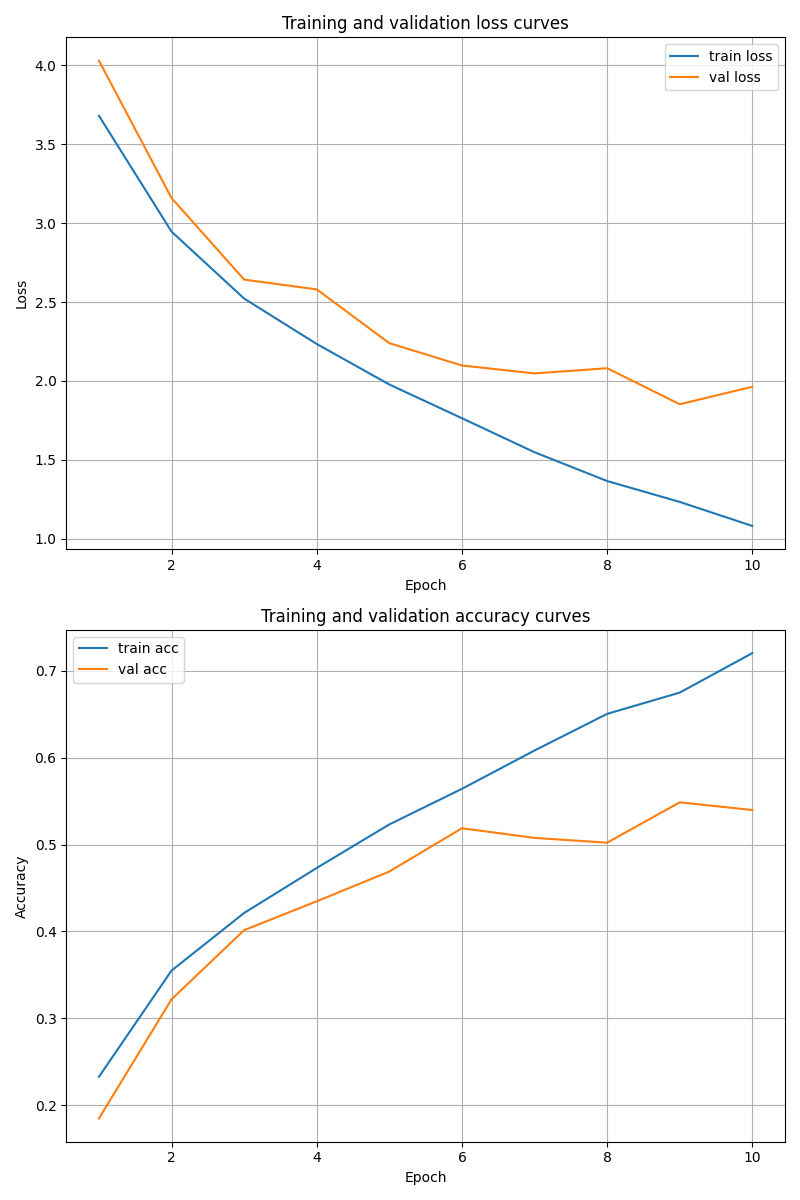 Training and validation loss curves
train loss
val loss
4.0
3.5
3.0
2.5
2.0
1.5
1.0
Loss
2 4 6 8 10
Epoch
Training and validation accuracy curves
train acc
val acc
0.7
0.6
0.5
0.4
0.3
0.2
Accuracy
2 4 6 8 10
Epoch